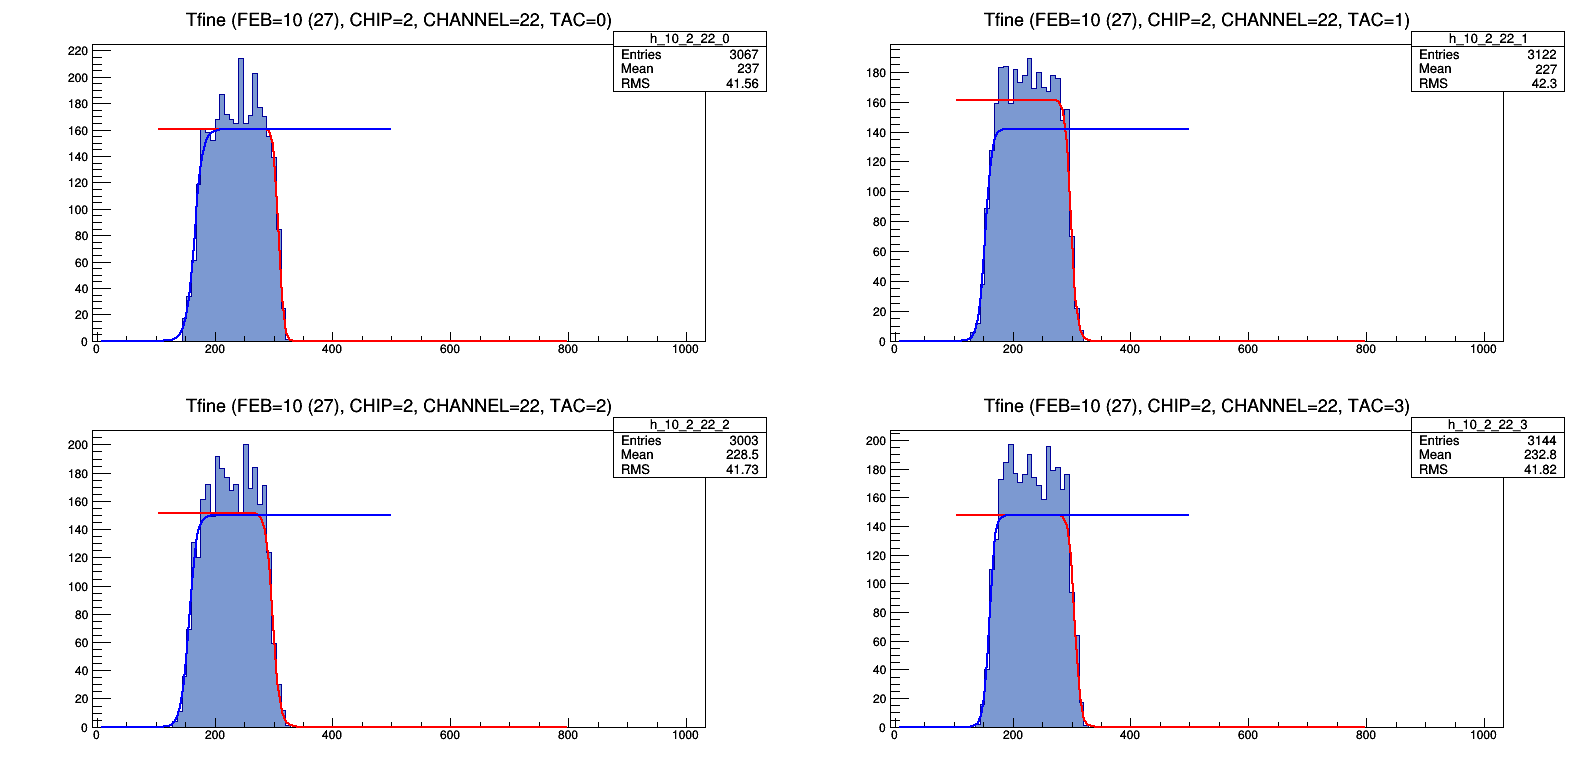 Tfine (FEB=10 (27), CHIP=2, CHANNEL=22, TAC=0)
h_10_2_22_0
Entries 3067
Mean 237
RMS 41.56
220
200
180
160
140
120
100
80
60
40
20
0
0 200 400 600 800 1000
Tfine (FEB=10 (27), CHIP=2, CHANNEL=22, TAC=1)
h_10_2_22_1
Entries 3122
Mean 227
RMS 42.3
180
160
140
120
100
80
60
40
20
0
0 200 400 600 800 1000
Tfine (FEB=10 (27), CHIP=2, CHANNEL=22, TAC=2)
h_10_2_22_2
Entries 3003
Mean 228.5
RMS 41.73
200
180
160
140
120
100
80
60
40
20
0
0 200 400 600 800 1000
Tfine (FEB=10 (27), CHIP=2, CHANNEL=22, TAC=3)
h_10_2_22_3
Entries 3144
Mean 232.8
RMS 41.82
200
180
160
140
120
100
80
60
40
20
0
0 200 400 600 800 1000